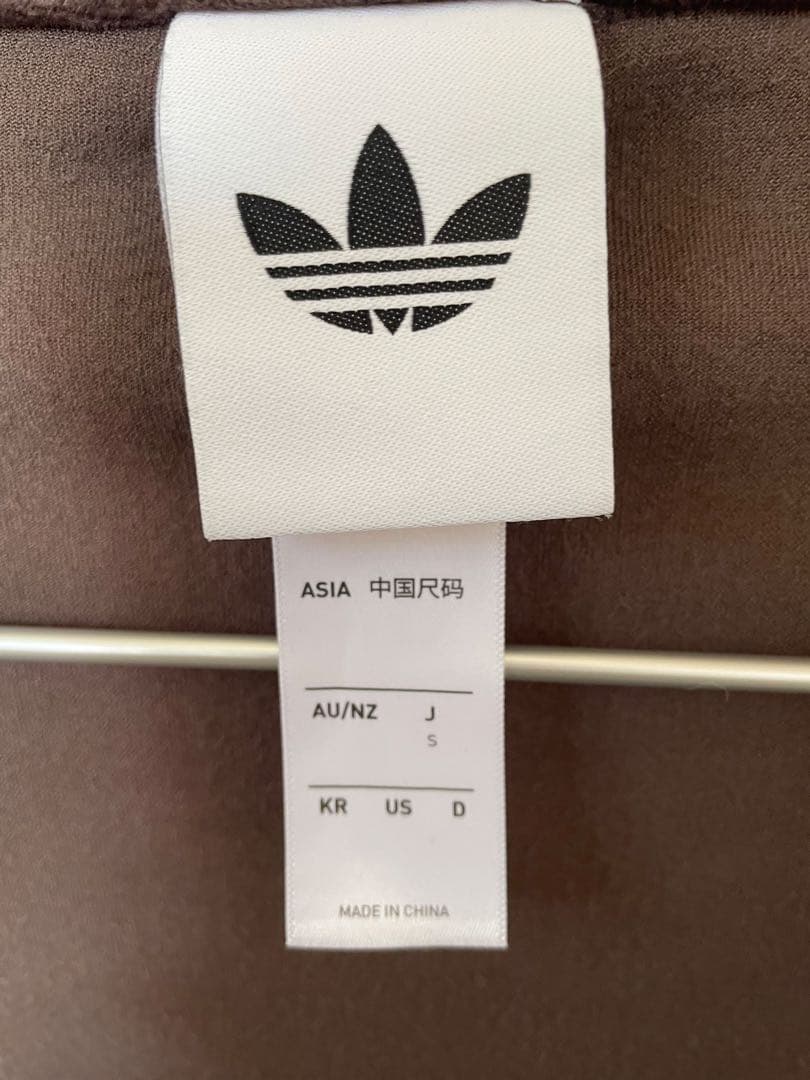 ASIA 中国尺码
AU/NZ J
S
KR US D
MADE IN CHINA